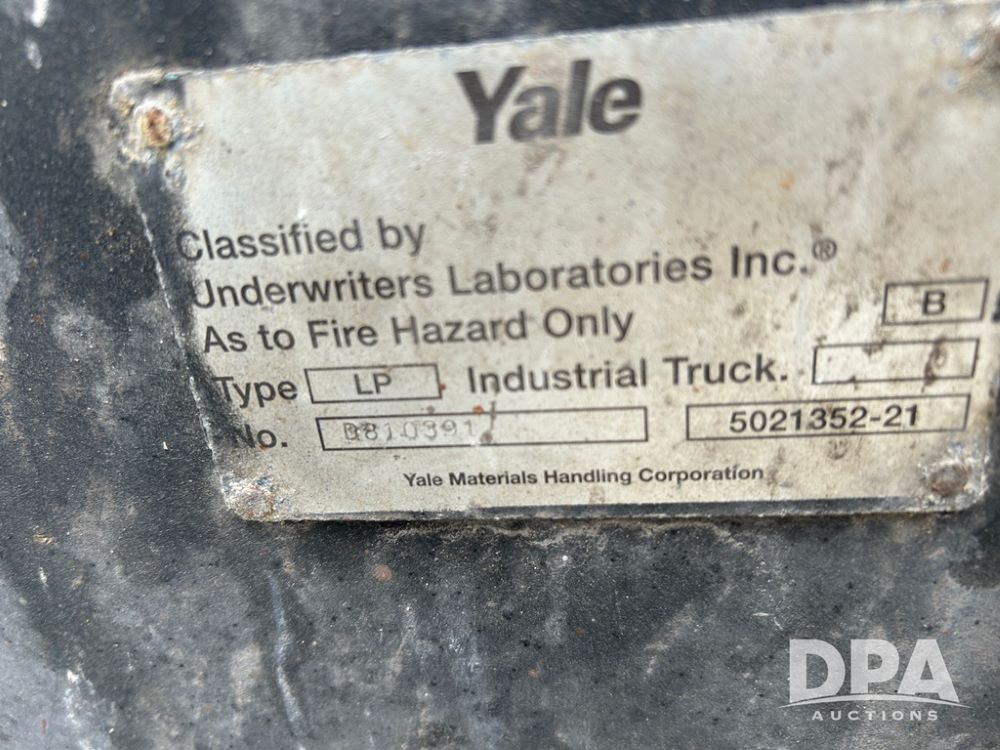 Yale
Classified by
Underwriters Laboratories Inc.®
As to Fire Hazard Only
B
Type LP. Industrial Truck.
No. 5021352-21
Yale Materials Handling Corporation
DPA
AUCTIONS